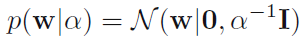 p(w|α) = 𝒩(w|0, α⁻¹I)